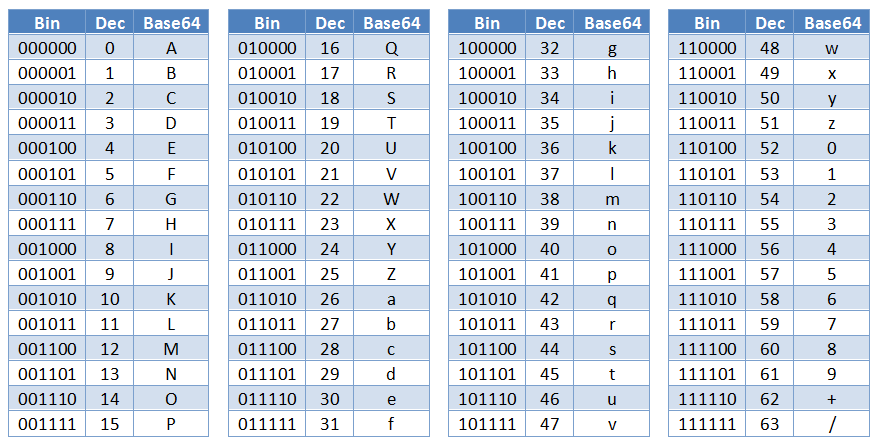 Bin Dec Base64 Bin Dec Base64 Bin Dec Base64 Bin Dec Base64
000000 0 A 010000 16 Q 100000 32 g 110000 48 w
000001 1 B 010001 17 R 100001 33 h 110001 49 x
000010 2 C 010010 18 S 100010 34 i 110010 50 y
000011 3 D 010011 19 T 100011 35 j 110011 51 z
000100 4 E 010100 20 U 100100 36 k 110100 52 0
000101 5 F 010101 21 V 100101 37 l 110101 53 1
000110 6 G 010110 22 W 100110 38 m 110110 54 2
000111 7 H 010111 23 X 100111 39 n 110111 55 3
001000 8 I 011000 24 Y 101000 40 o 111000 56 4
001001 9 J 011001 25 Z 101001 41 p 111001 57 5
001010 10 K 011010 26 a 101010 42 q 111010 58 6
001011 11 L 011011 27 b 101011 43 r 111011 59 7
001100 12 M 011100 28 c 101100 44 s 111100 60 8
001101 13 N 011101 29 d 101101 45 t 111101 61 9
001110 14 O 011110 30 e 101110 46 u 111110 62 +
001111 15 P 011111 31 f 101111 47 v 111111 63 /